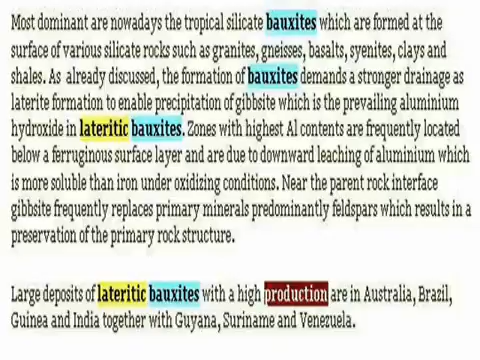 Most dominant are nowadays the tropical silicate bauxites which are formed at the
surface of various silicate rocks such as granites, gneisses, basalts, syenites, clays and
shales. As already discussed, the formation of bauxites demands a stronger drainage as
laterite formation to enable precipitation of gibbsite which is the prevailing aluminium
hydroxide in lateritic bauxites. Zones with highest Al contents are frequently located
below a ferruginous surface layer and are due to downward leaching of aluminium which
is more soluble than iron under oxidizing conditions. Near the parent rock interface
gibbsite frequently replaces primary minerals predominantly feldspars which results in a
preservation of the primary rock structure.
Large deposits of lateritic bauxites with a high production are in Australia, Brazil,
Guinea and India together with Guyana, Suriname and Venezuela.